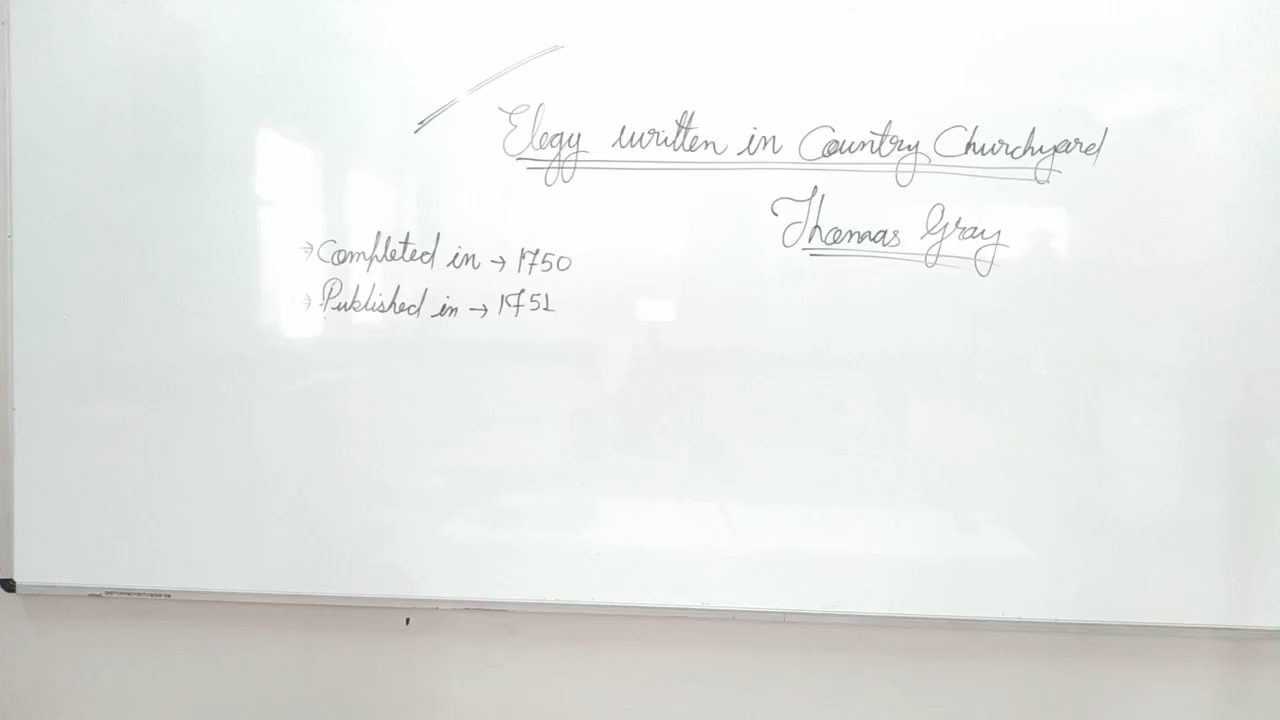 Elegy written in Country Churchyard
Thomas Gray
→ Completed in → 1750
→ Published in → 1751